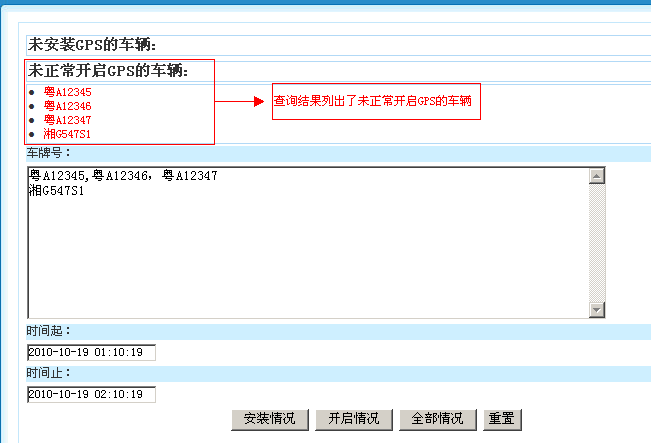 未安装GPS的车辆:
未正常开启GPS的车辆:
粤A12345
粤A12346
粤A12347
湘G547S1
查询结果列出了未正常开启GPS的车辆
车牌号：
粤A12345,粤A12346，粤A12347
湘G547S1
时间起：
2010-10-19 01:10:19
时间止：
2010-10-19 02:10:19
安装情况 开启情况 全部情况 重置